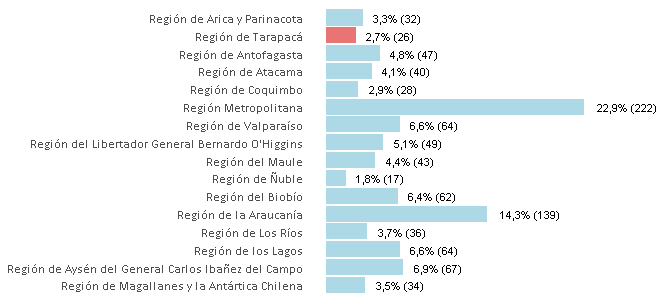 Región de Arica y Parinacota 3,3% (32)
Región de Tarapacá 2,7% (26)
Región de Antofagasta 4,8% (47)
Región de Atacama 4,1% (40)
Región de Coquimbo 2,9% (28)
Región Metropolitana 22,9% (222)
Región de Valparaíso 6,6% (64)
Región del Libertador General Bernardo O'Higgins 5,1% (49)
Región del Maule 4,4% (43)
Región de Ñuble 1,8% (17)
Región del Biobío 6,4% (62)
Región de la Araucanía 14,3% (139)
Región de Los Ríos 3,7% (36)
Región de los Lagos 6,6% (64)
Región de Aysén del General Carlos Ibañez del Campo 6,9% (67)
Región de Magallanes y la Antártica Chilena 3,5% (34)